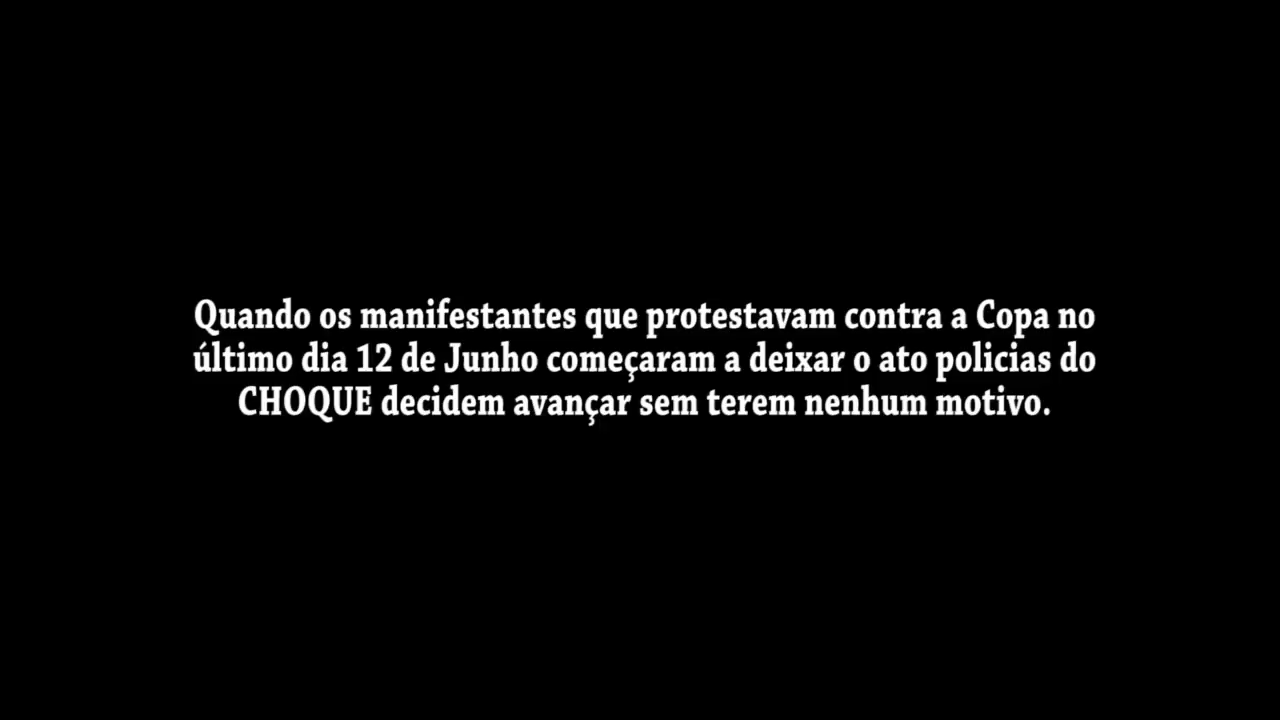 Quando os manifestantes que protestavam contra a Copa no
último dia 12 de Junho começaram a deixar o ato policias do
CHOQUE decidem avançar sem terem nenhum motivo.